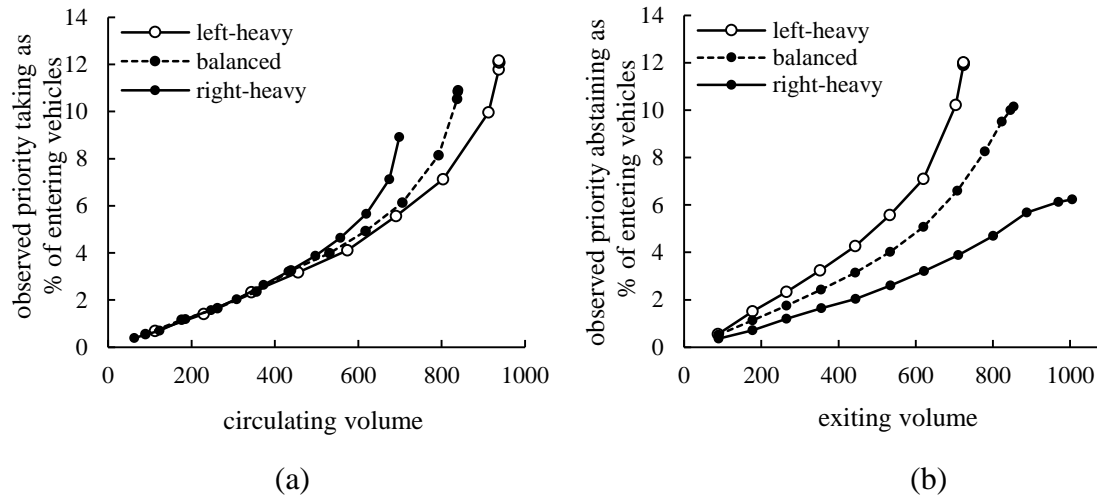 14
12
10
8
6
4
2
0
left-heavy
balanced
right-heavy
observed priority taking as
% of entering vehicles
0 200 400 600 800 1000
circulating volume
(a)
14
12
10
8
6
4
2
0
left-heavy
balanced
right-heavy
observed priority abstaining as
% of entering vehicles
0 200 400 600 800 1000
exiting volume
(b)